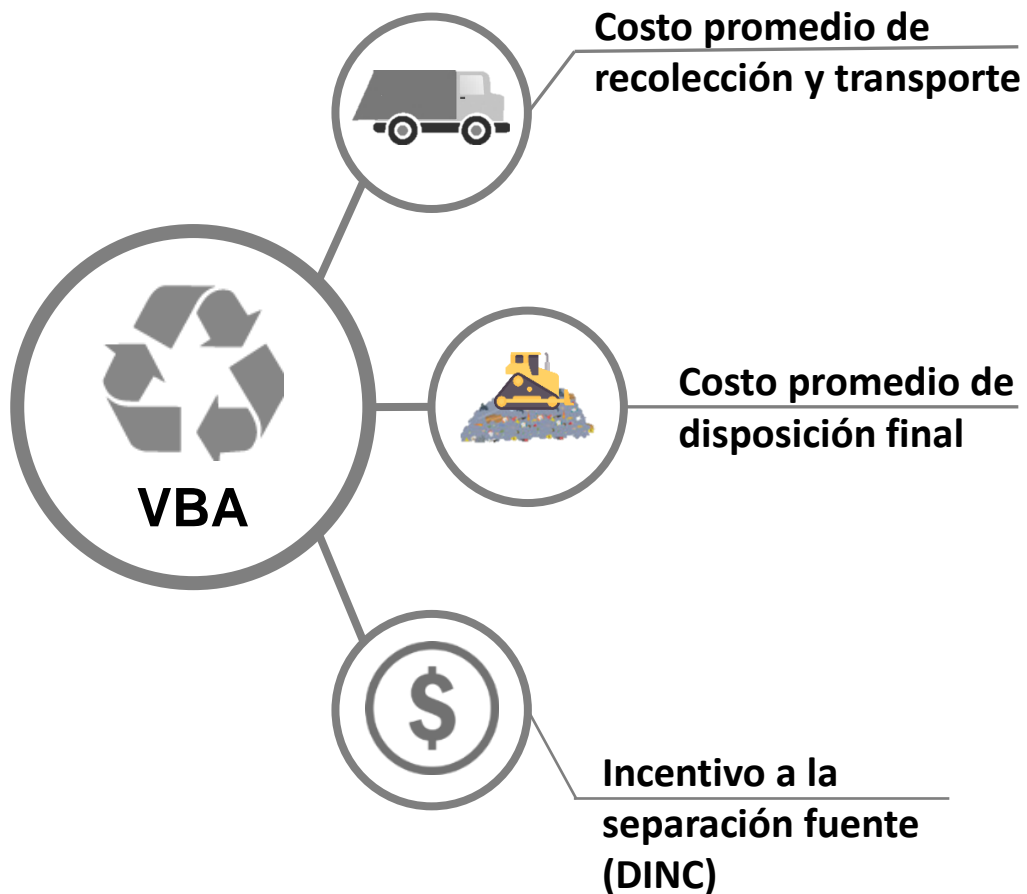 Costo promedio de
recolección y transporte
VBA
Costo promedio de
disposición final
$
Incentivo a la
separación fuente
(DINC)